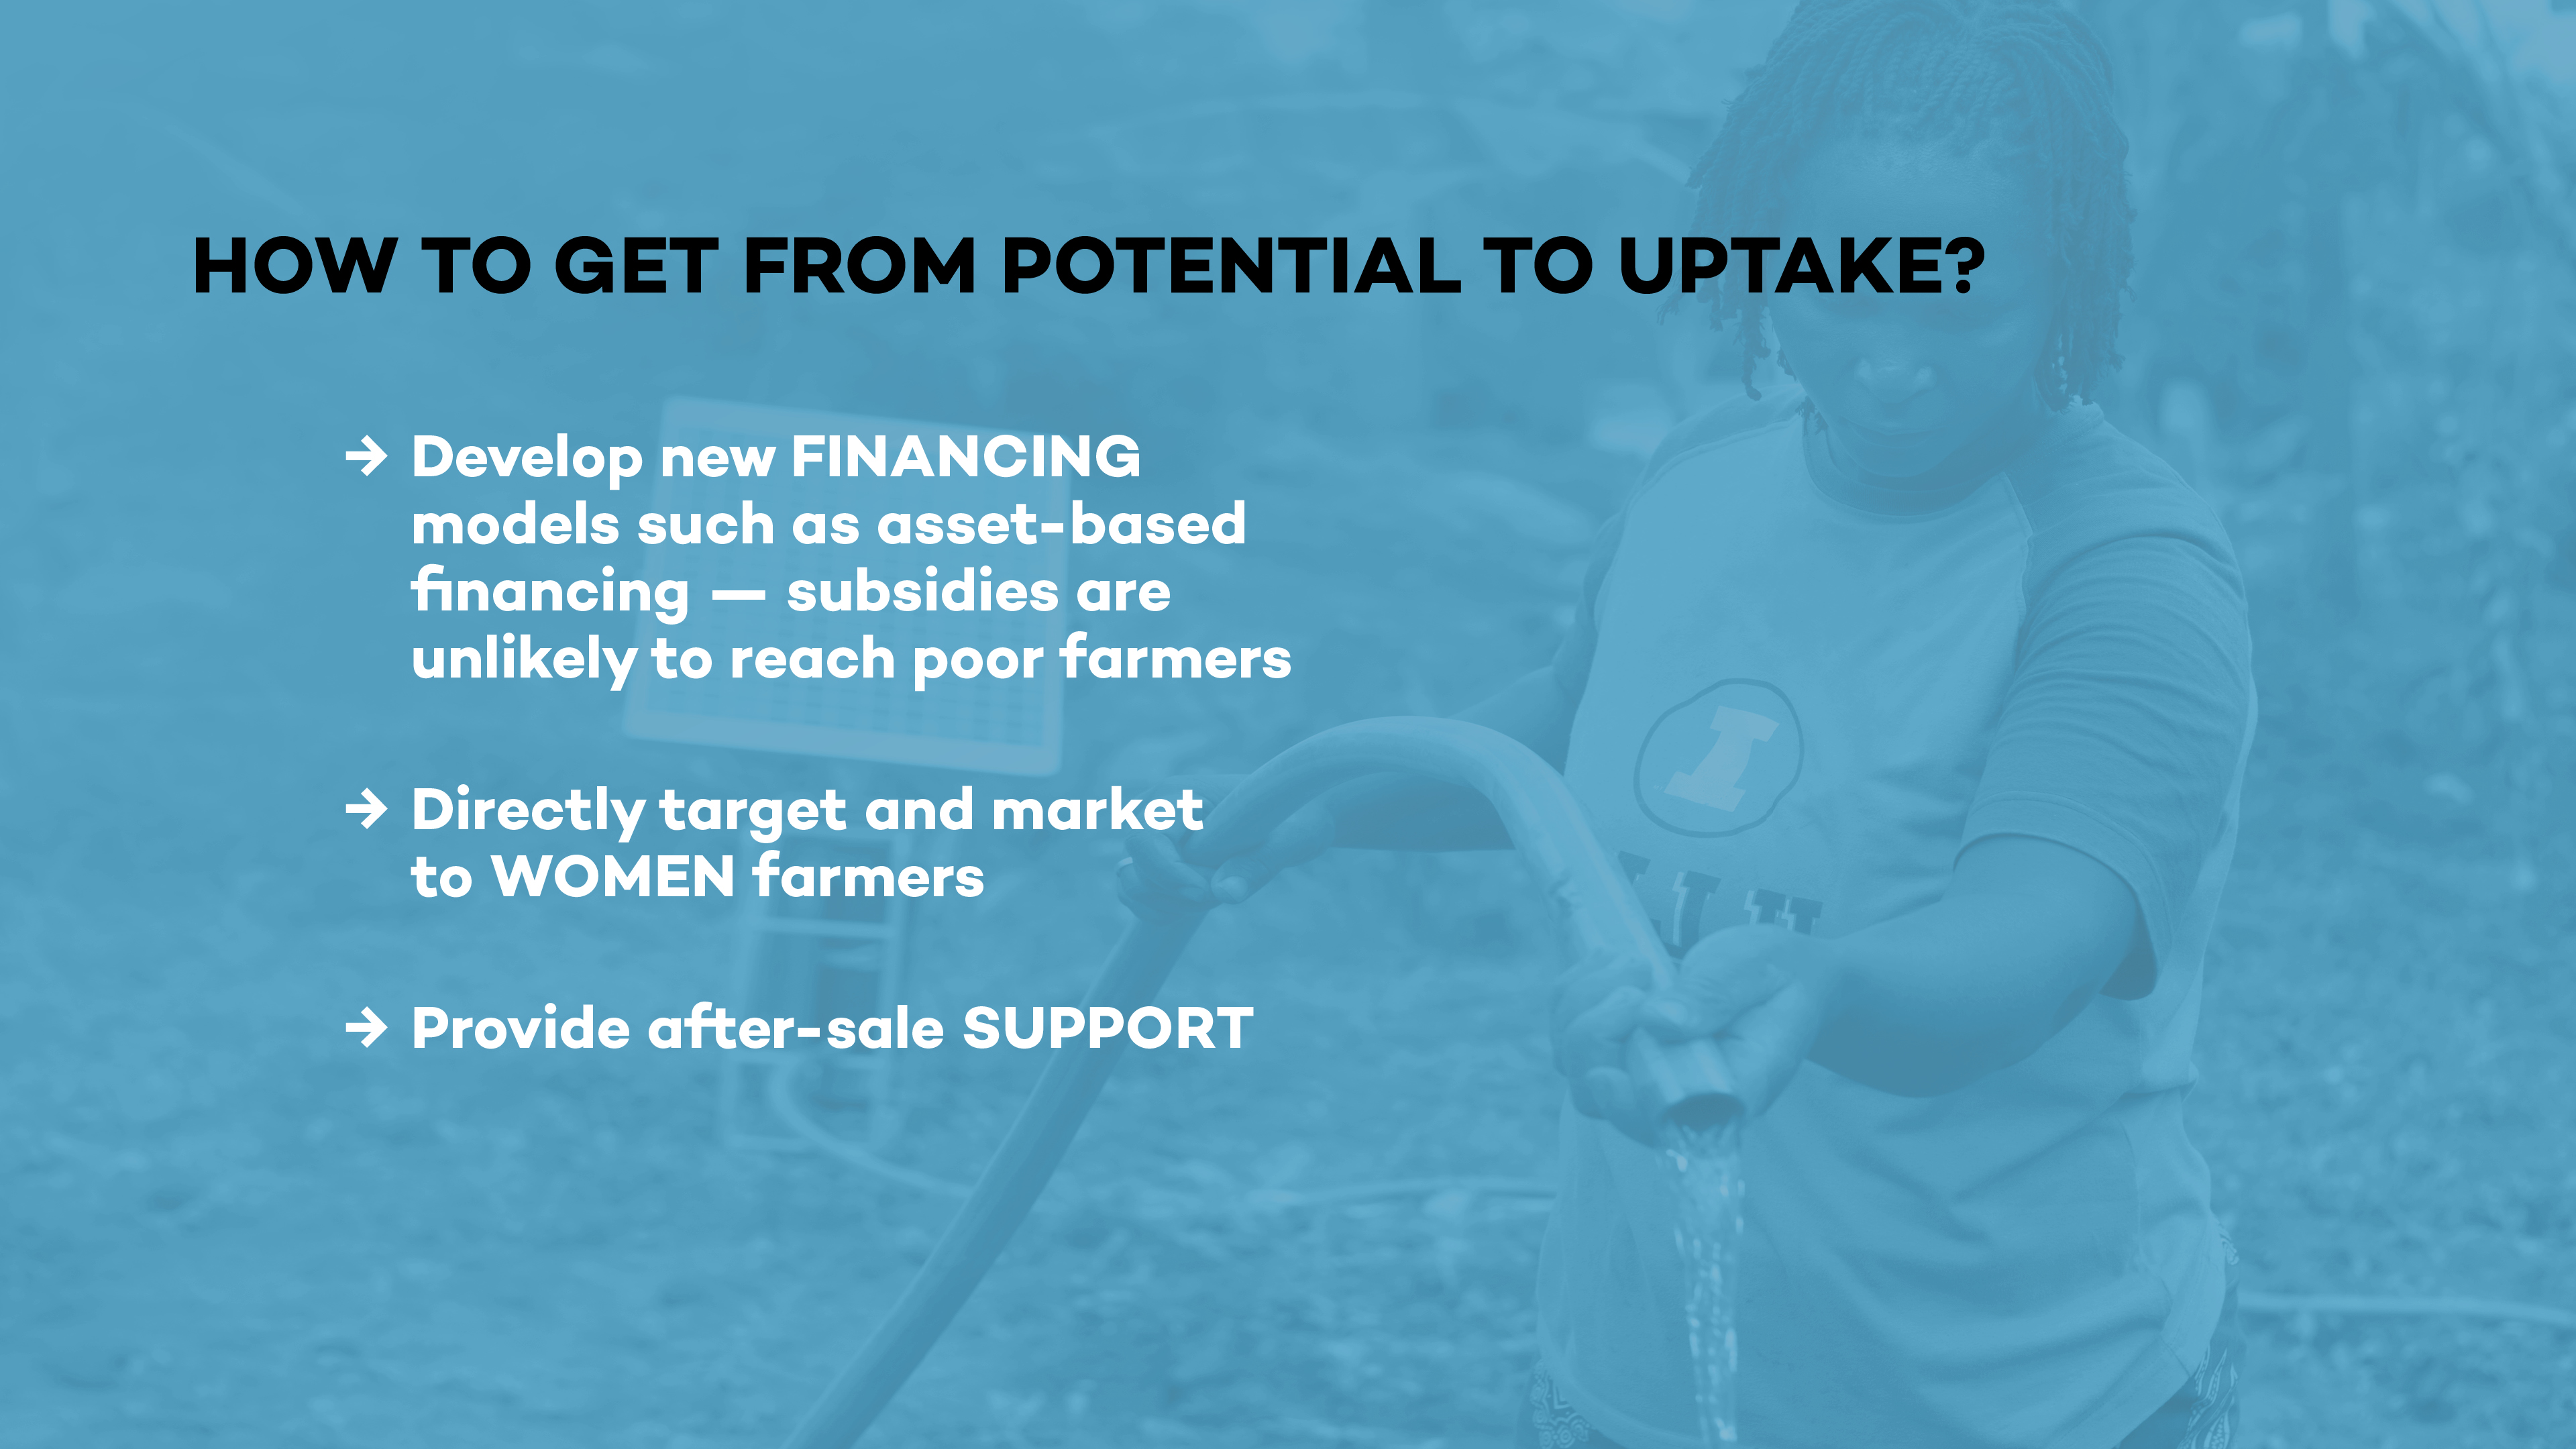 HOW TO GET FROM POTENTIAL TO UPTAKE?
→ Develop new FINANCING
models such as asset-based
financing — subsidies are
unlikely to reach poor farmers
→ Directly target and market
to WOMEN farmers
→ Provide after-sale SUPPORT
I